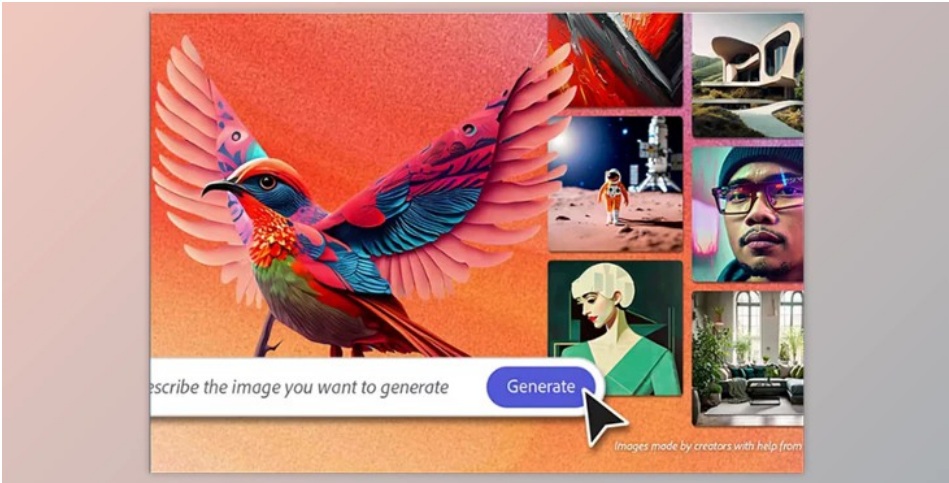 escribe the image you want to generate
Generate
Images made by creators with help from